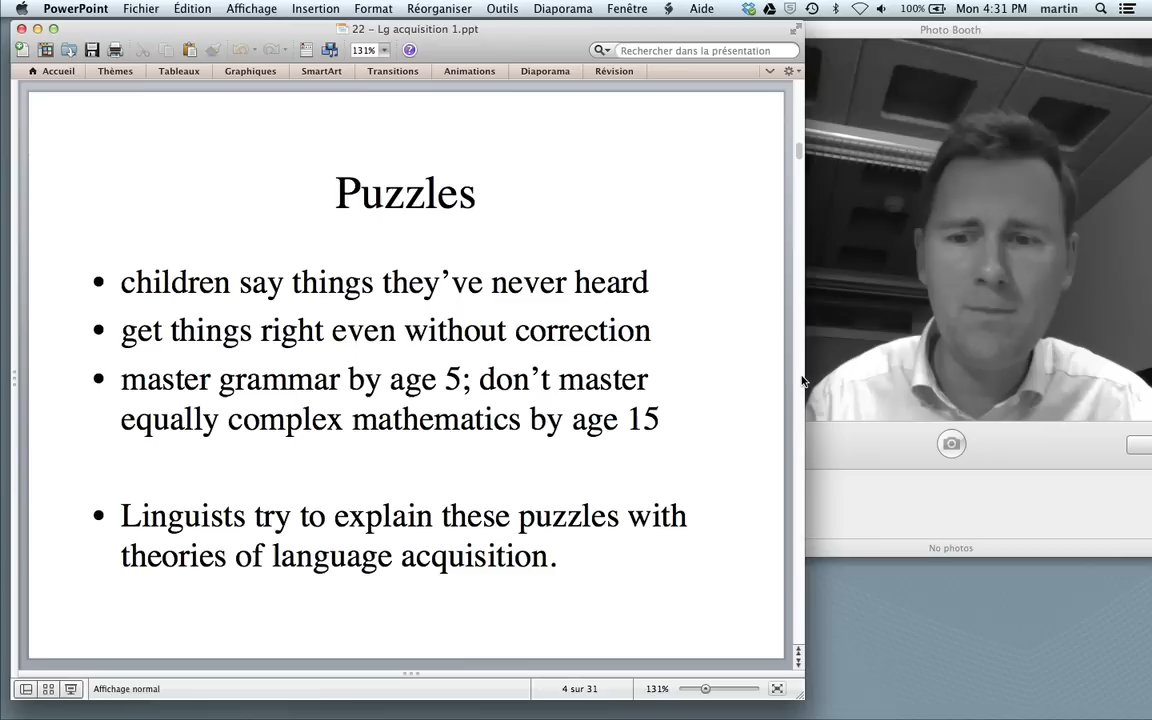 PowerPoint Fichier Édition Affichage Insertion Format Réorganiser Outils Diaporama Fenêtre Aide 100% Mon 4:31 PM martin
22 – Lg acquisition 1.ppt
Photo Booth
131% Rechercher dans la présentation
Accueil Thèmes Tableaux Graphiques SmartArt Transitions Animations Diaporama Révision
Puzzles
• children say things they've never heard
• get things right even without correction
• master grammar by age 5; don't master
equally complex mathematics by age 15
• Linguists try to explain these puzzles with
theories of language acquisition.
No photos
Affichage normal 4 sur 31 131%